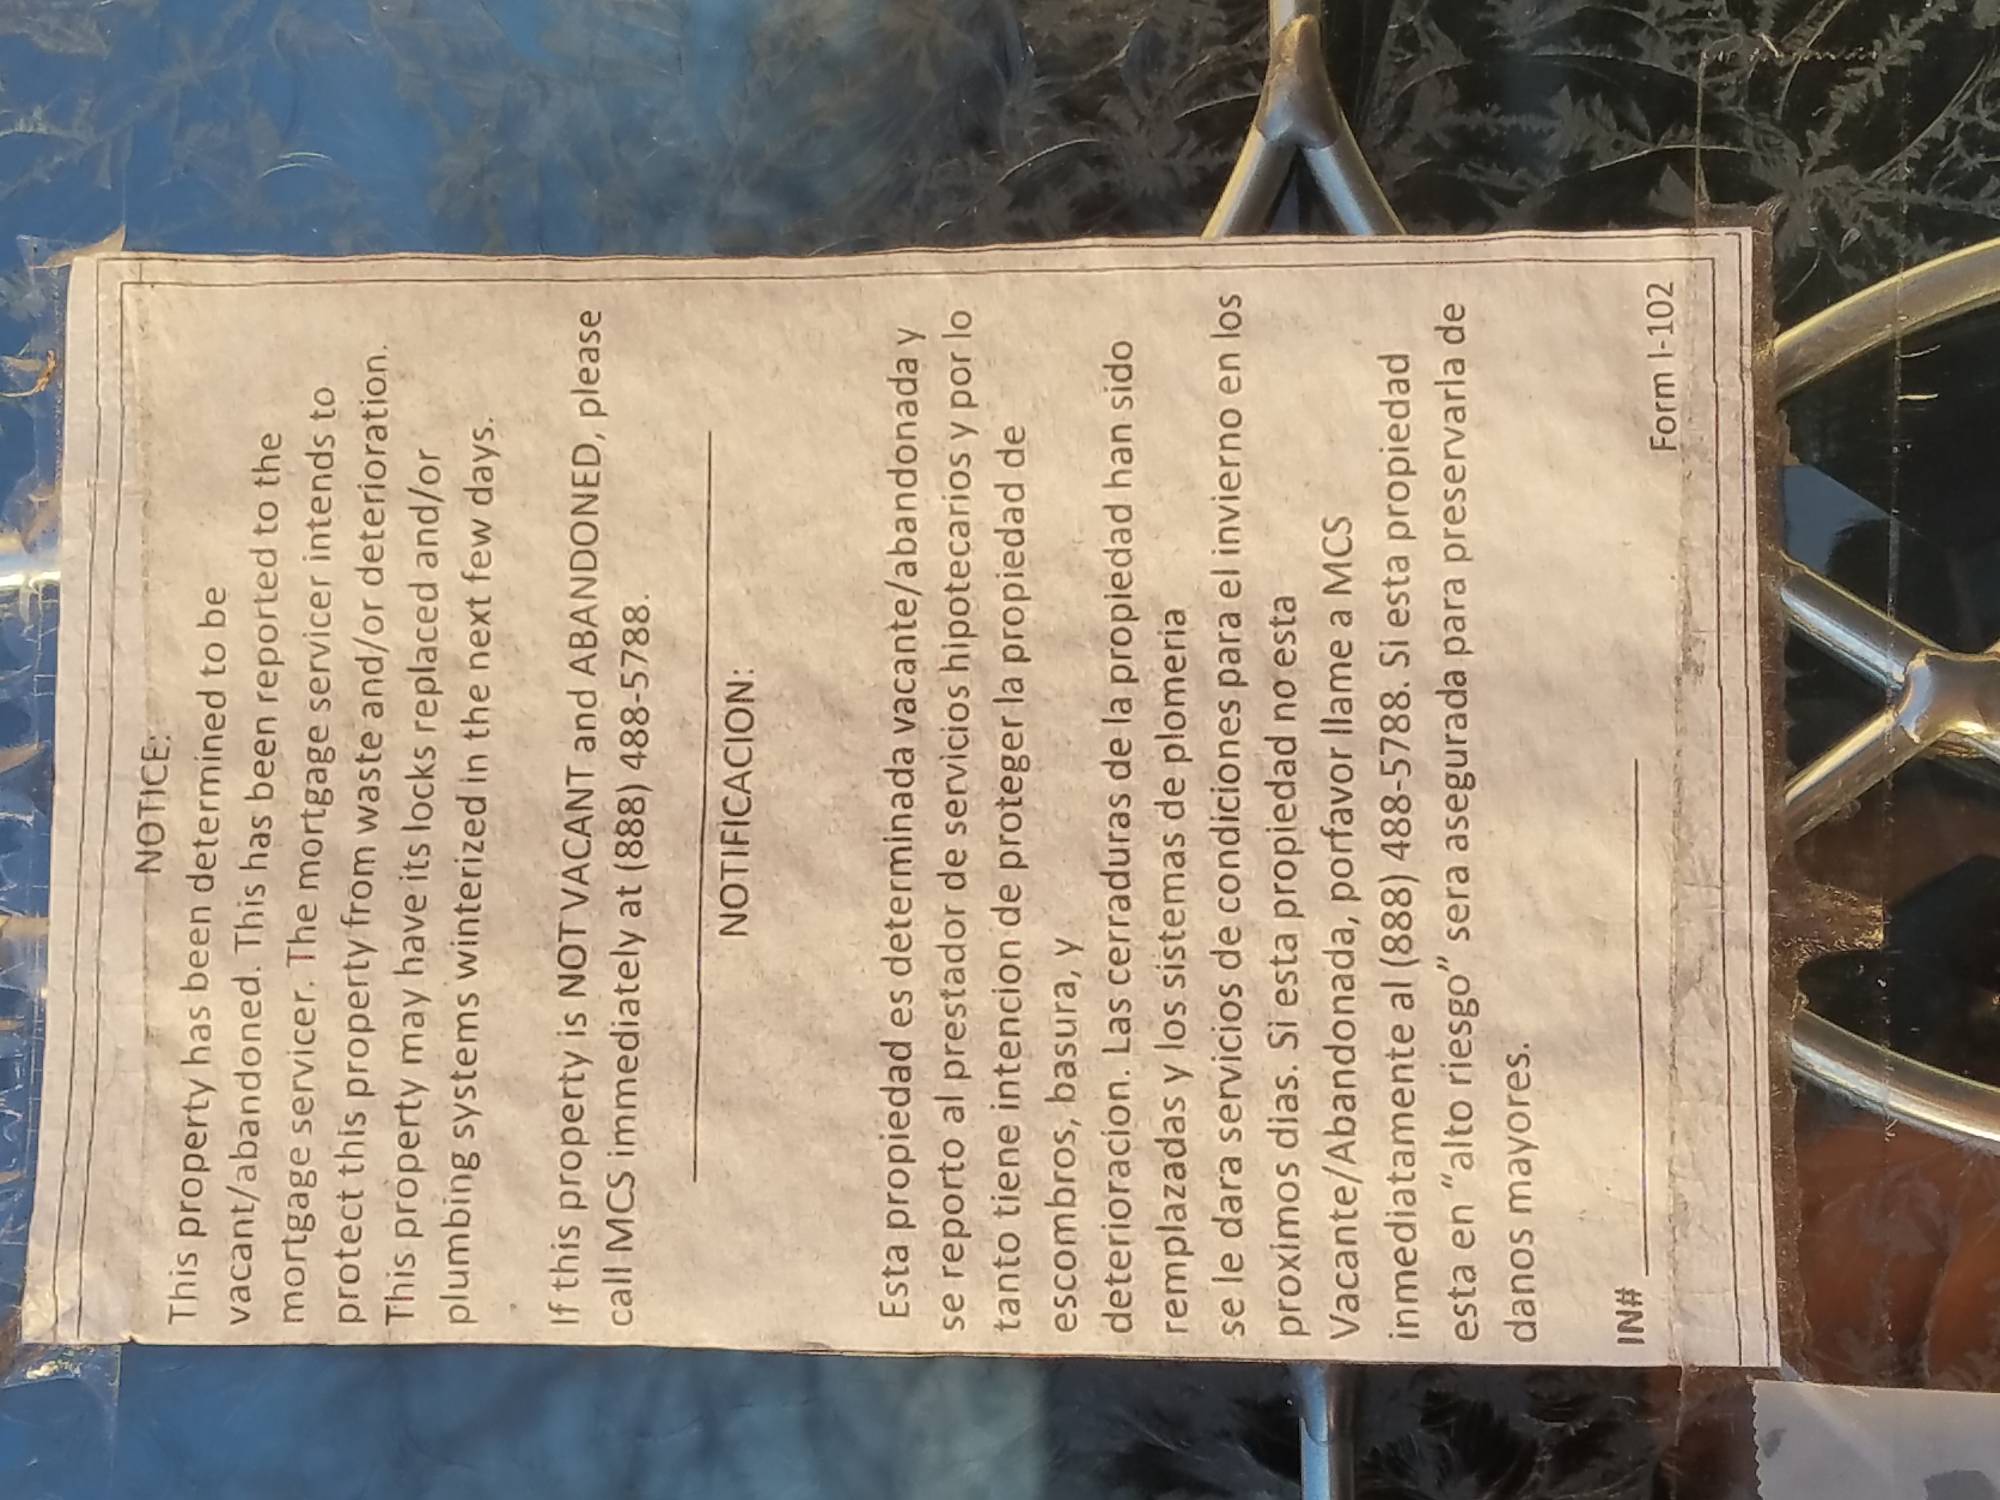 NOTICE:
This property has been determined to be
vacant/abandoned. This has been reported to the
mortgage servicer. The mortgage servicer intends to
protect this property from waste and/or deterioration.
This property may have its locks replaced and/or
plumbing systems winterized in the next few days.
If this property is NOT VACANT and ABANDONED, please
call MCS immediately at (888) 488-5788.
NOTIFICACION:
Esta propiedad es determinada vacante/abandonada y
se reporto al prestador de servicios hipotecarios y por lo
tanto tiene intencion de proteger la propiedad de
escombros, basura, y
deterioracion. Las cerraduras de la propiedad han sido
remplazadas y los sistemas de plomeria
se le dara servicios de condiciones para el invierno en los
proximos dias. Si esta propiedad no esta
Vacante/Abandonada, porfavor llame a MCS
inmediatamente al (888) 488-5788. Si esta propiedad
esta en "alto riesgo" sera asegurada para preservarla de
danos mayores.
IN#
Form I-102